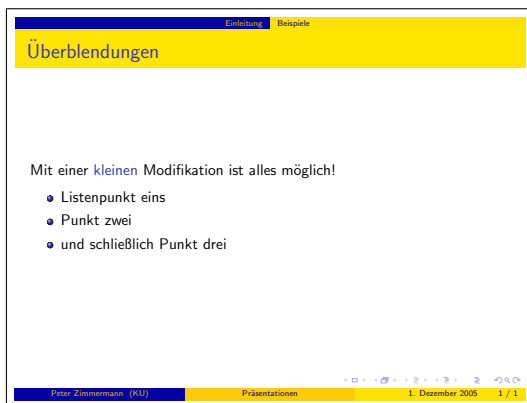 Einleitung Beispiele
Überblendungen
Mit einer kleinen Modifikation ist alles möglich!
Listenpunkt eins
Punkt zwei
und schließlich Punkt drei
Peter Zimmermann (KU) Präsentationen 1. Dezember 2005 1 / 1